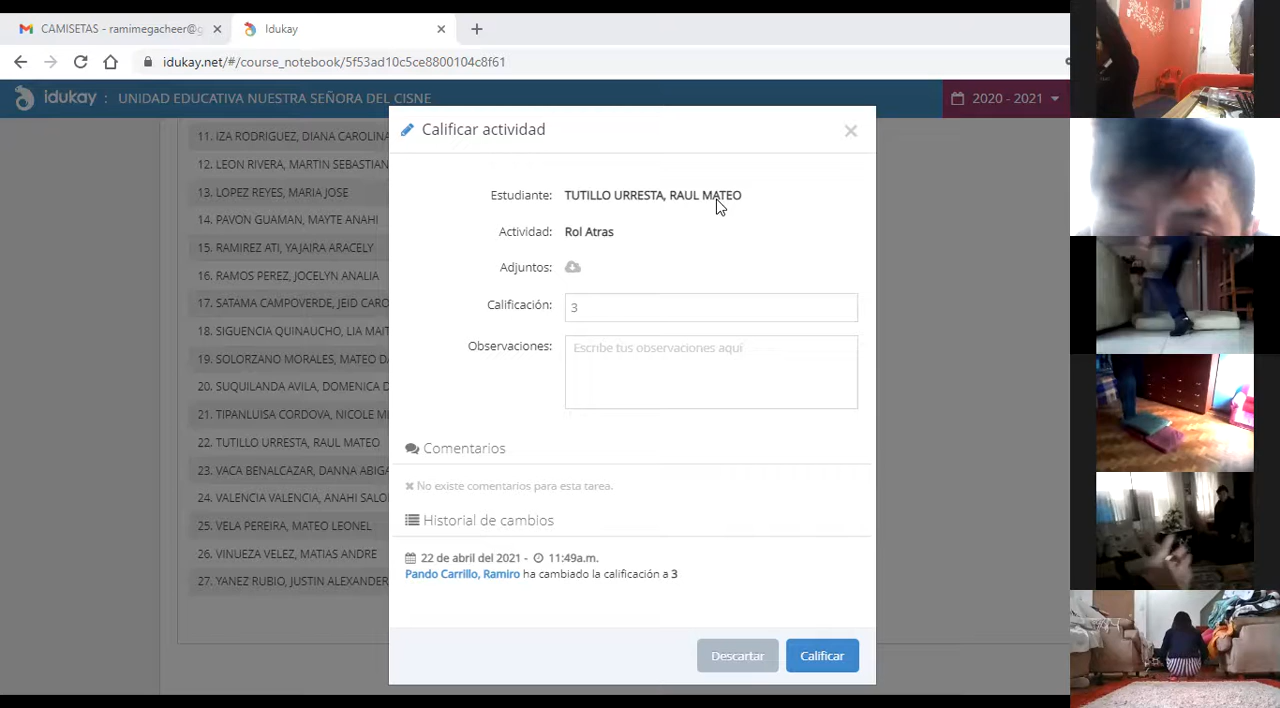 CAMISETAS - ramimegacheer@g
Idukay
idukay.net/#/course_notebook/5f53ad10c5ce8800104c8f61
idukay : UNIDAD EDUCATIVA NUESTRA SEÑORA DEL CISNE
2020 - 2021
11. IZA RODRIGUEZ, DIANA CAROLINA
12. LEON RIVERA, MARTIN SEBASTIAN
13. LOPEZ REYES, MARIA JOSE
14. PAVON GUAMAN, MAYTE ANAHI
15. RAMIREZ ATI, YAJAIRA ARACELY
16. RAMOS PEREZ, JOCELYN ANALIA
17. SATAMA CAMPOVERDE, JEID CARO
18. SIGUENCIA QUINAUCHO, LIA MAIT
19. SOLORZANO MORALES, MATEO DA
20. SUQUILANDA AVILA, DOMENICA D
21. TIPANLUISA CORDOVA, NICOLE MI
22. TUTILLO URRESTA, RAUL MATEO
23. VACA BENALCAZAR, DANNA ABIGA
24. VALENCIA VALENCIA, ANAHI SALO
25. VELA PEREIRA, MATEO LEONEL
26. VINUEZA VELEZ, MATIAS ANDRE
27. YANEZ RUBIO, JUSTIN ALEXANDER
Calificar actividad
Estudiante: TUTILLO URRESTA, RAUL MATEO
Actividad: Rol Atras
Adjuntos:
Calificación: 3
Observaciones: Escribe tus observaciones aquí
Comentarios
No existe comentarios para esta tarea.
Historial de cambios
22 de abril del 2021 - 11:49a.m.
Pando Carrillo, Ramiro ha cambiado la calificación a 3
Descartar Calificar